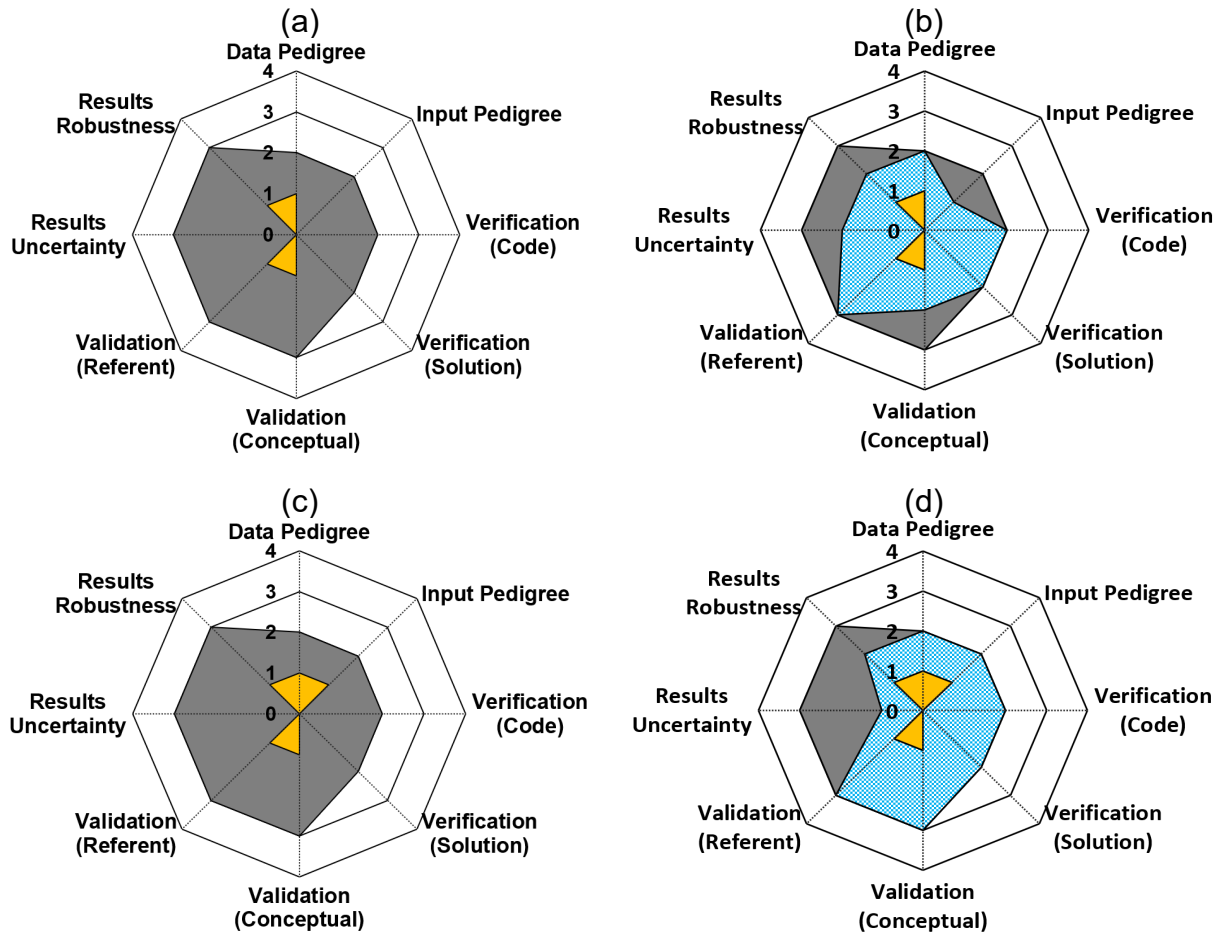 (a)
Data Pedigree
4
3
2
1
0
Input Pedigree
Verification
(Code)
Verification
(Solution)
Validation
(Conceptual)
Validation
(Referent)
Results
Uncertainty
Results
Robustness
(b)
Data Pedigree
4
3
2
1
0
Input Pedigree
Verification
(Code)
Verification
(Solution)
Validation
(Conceptual)
Validation
(Referent)
Results
Uncertainty
Results
Robustness
(c)
Data Pedigree
4
3
2
1
0
Input Pedigree
Verification
(Code)
Verification
(Solution)
Validation
(Conceptual)
Validation
(Referent)
Results
Uncertainty
Results
Robustness
(d)
Data Pedigree
4
3
2
1
0
Input Pedigree
Verification
(Code)
Verification
(Solution)
Validation
(Conceptual)
Validation
(Referent)
Results
Uncertainty
Results
Robustness